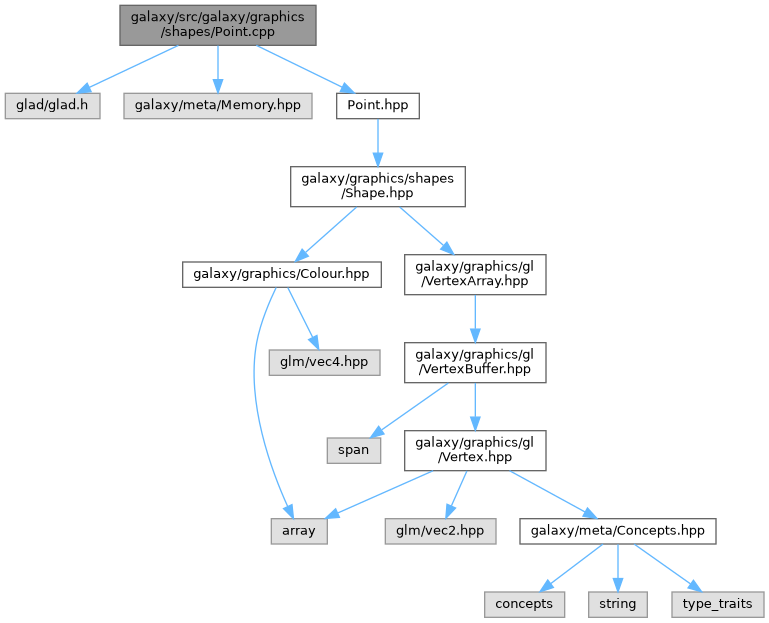 galaxy/src/galaxy/graphics
/shapes/Point.cpp
glad/glad.h
galaxy/meta/Memory.hpp
Point.hpp
galaxy/graphics/shapes
/Shape.hpp
galaxy/graphics/Colour.hpp
galaxy/graphics/gl
/VertexArray.hpp
glm/vec4.hpp
galaxy/graphics/gl
/VertexBuffer.hpp
span
galaxy/graphics/gl
/Vertex.hpp
array
glm/vec2.hpp
galaxy/meta/Concepts.hpp
concepts
string
type_traits